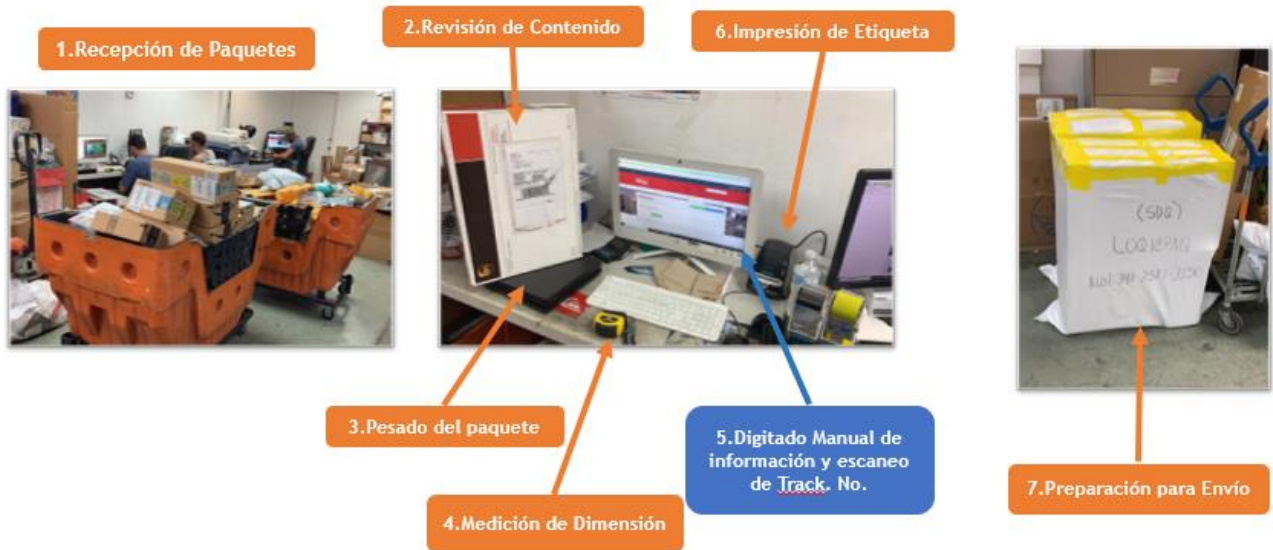 1.Recepción de Paquetes
2.Revisión de Contenido
6.Impresión de Etiqueta
3.Pesado del paquete
4.Medición de Dimensión
5.Digitado Manual de
información y escaneo
de Track. No.
(SDQ)
7.Preparación para Envío